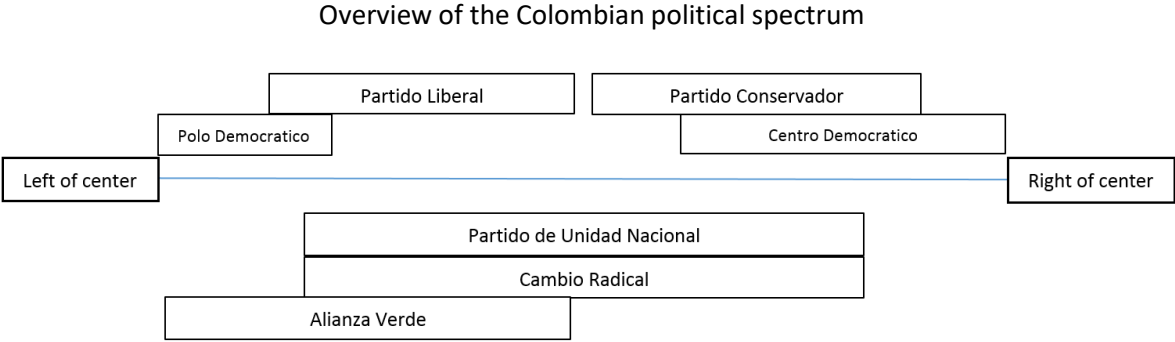 Overview of the Colombian political spectrum
Partido Liberal
Partido Conservador
Polo Democratico
Centro Democratico
Left of center
Right of center
Partido de Unidad Nacional
Cambio Radical
Alianza Verde